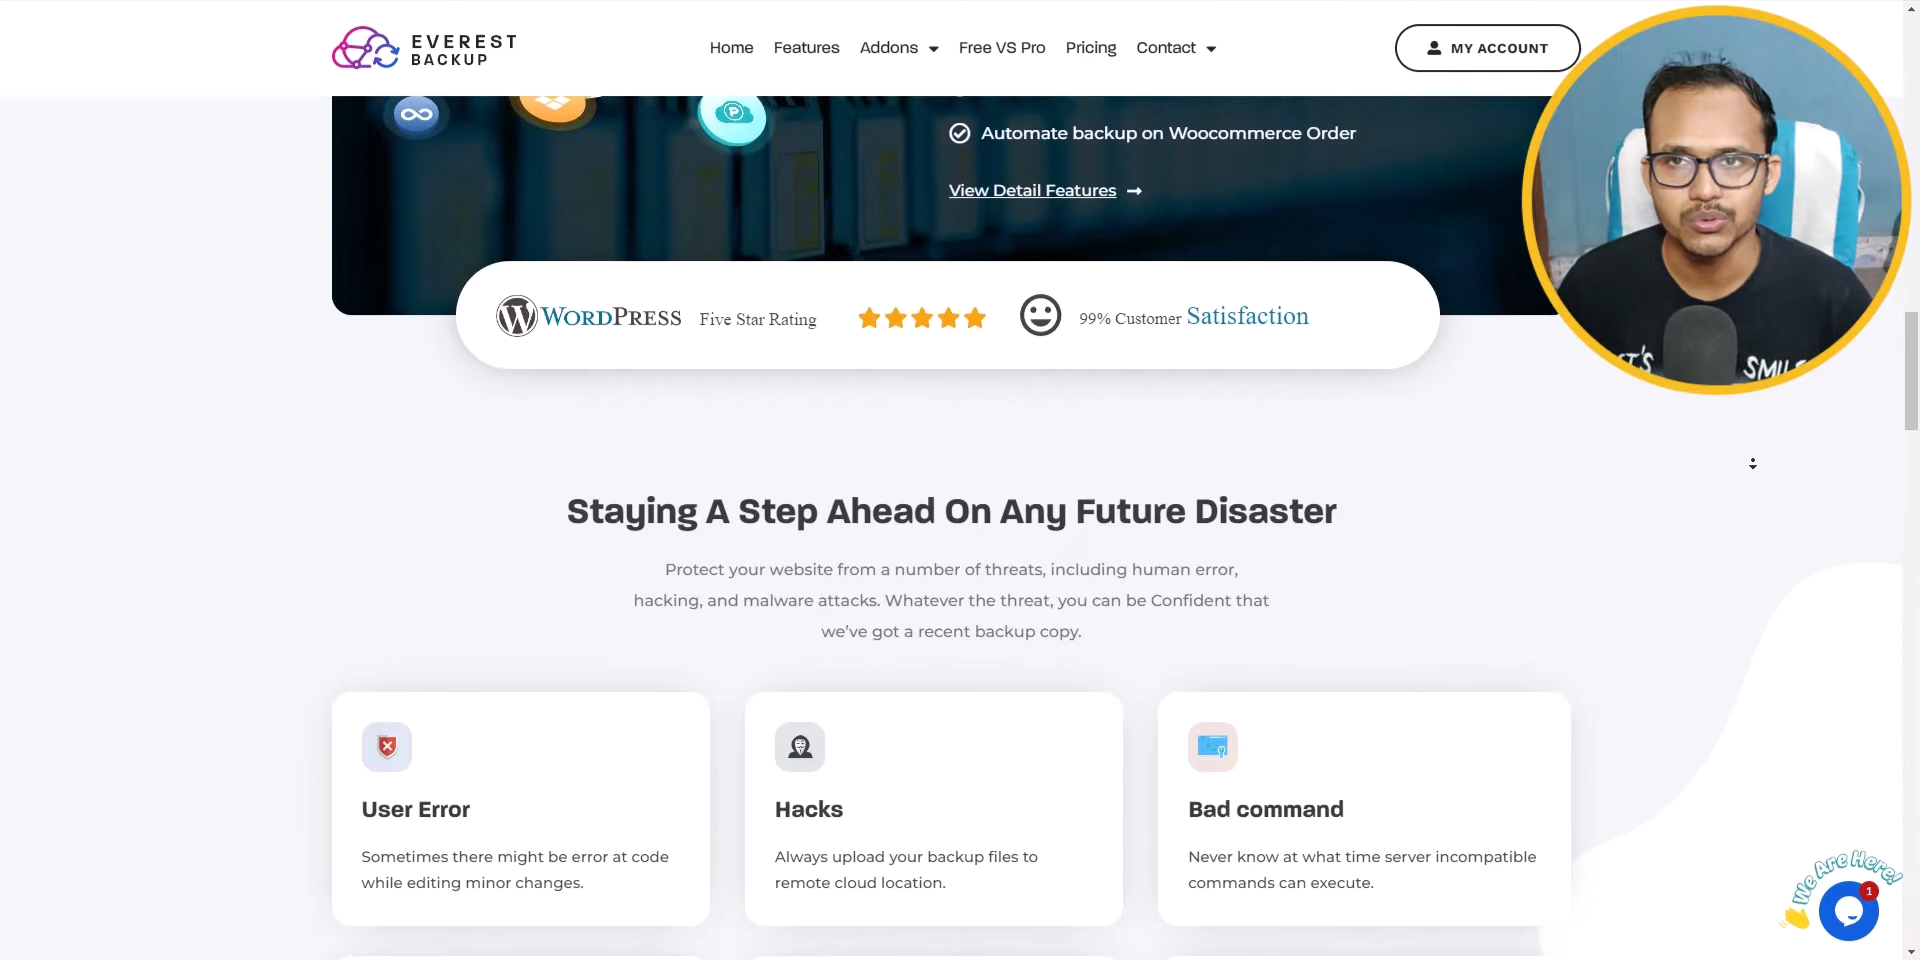 EVEREST
BACKUP
Home Features Addons Free VS Pro Pricing Contact
MY ACCOUNT
Automate backup on Woocommerce Order
View Detail Features
WORDPRESS Five Star Rating 99% Customer Satisfaction
Staying A Step Ahead On Any Future Disaster
Protect your website from a number of threats, including human error,
hacking, and malware attacks. Whatever the threat, you can be Confident that
we've got a recent backup copy.
User Error
Sometimes there might be error at code
while editing minor changes.
Hacks
Always upload your backup files to
remote cloud location.
Bad command
Never know at what time server incompatible
commands can execute.
We Are Here!
1